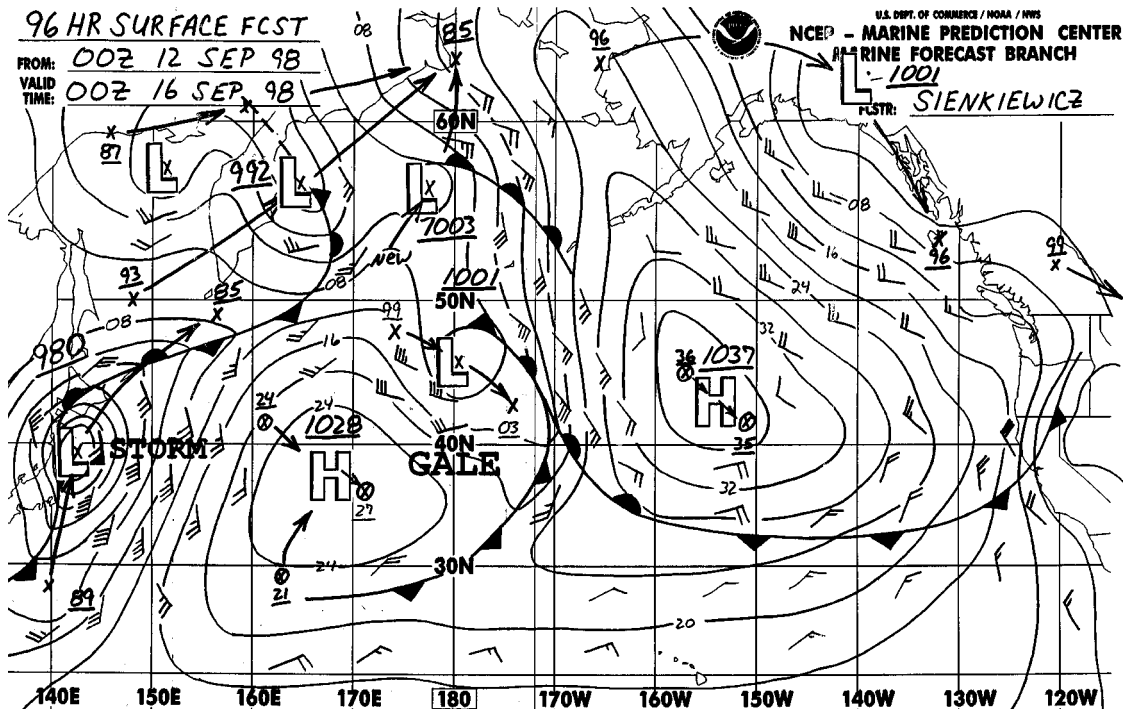 96 HR SURFACE FCST
FROM: 00Z 12 SEP 98
VALID
TIME: 00Z 16 SEP 98
U.S. DEPT. OF COMMERCE / NOAA / NWS
NCEP - MARINE PREDICTION CENTER
MARINE FORECAST BRANCH
L 1001
FCSTR: SIENKIEWICZ
08
85
96
60N
87
L
992
L
L
7003
NEW
08
1001
08
16
96
99
24
93
85
50N
08
99
16
32
980
L
36
1037
H
24
24
1028
03
40N
35
L
STORM
GALE
H
32
27
30N
24
21
89
20
140E 150E 160E 170E 180 170W 160W 150W 140W 130W 120W